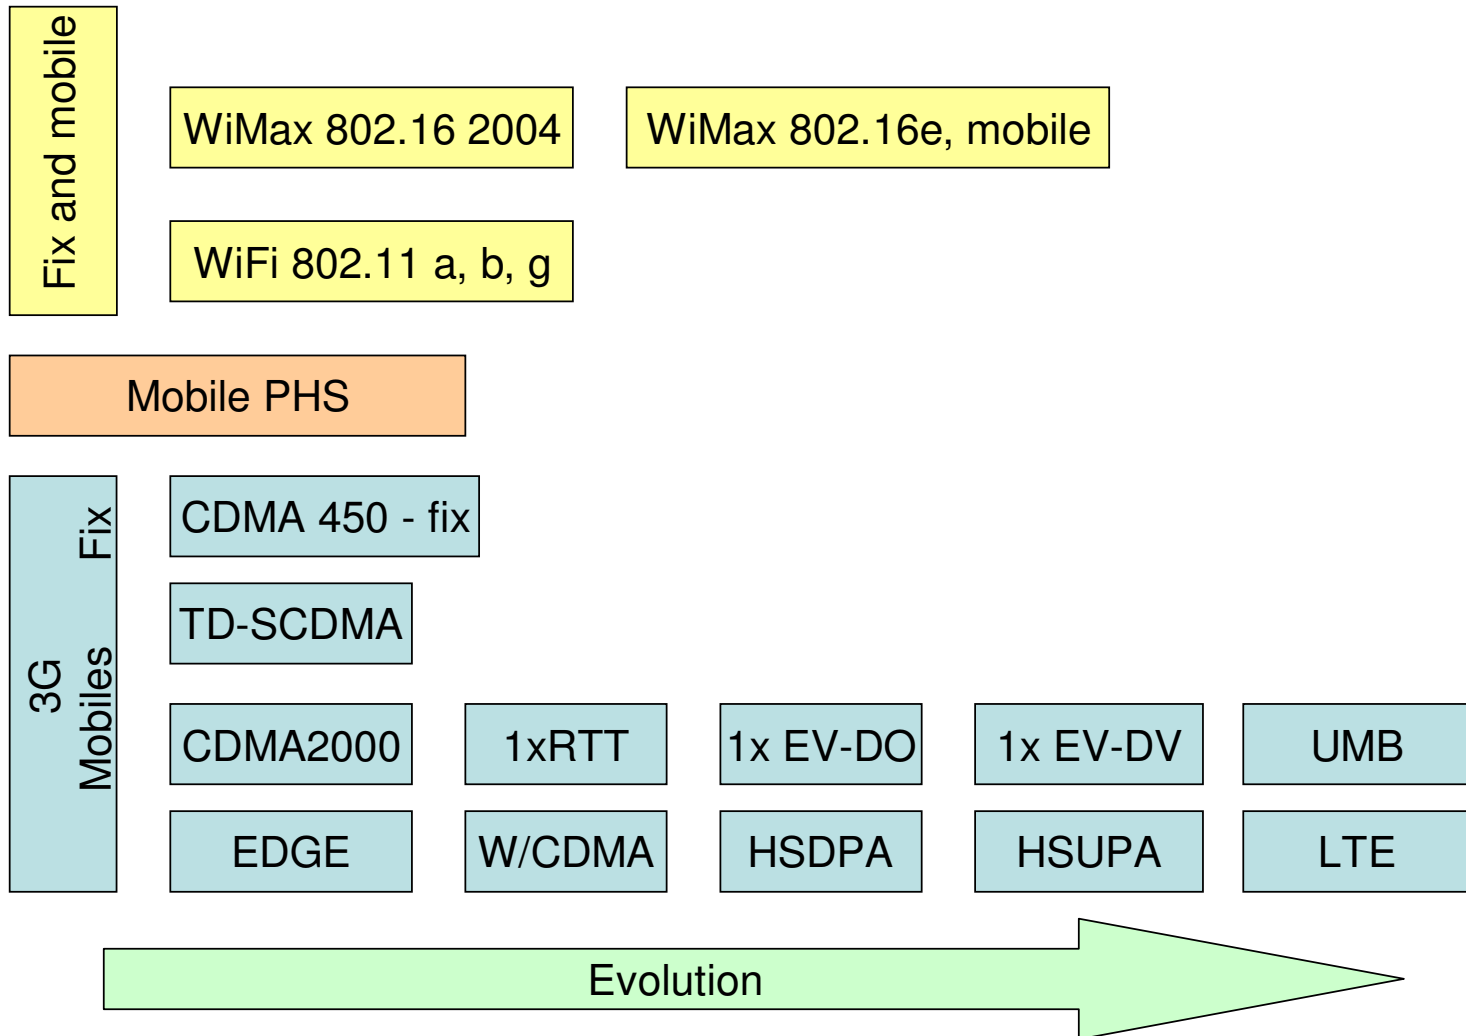 Fix and mobile
WiMax 802.16 2004
WiMax 802.16e, mobile
WiFi 802.11 a, b, g
Mobile PHS
3G
Mobiles Fix
CDMA 450 - fix
TD-SCDMA
CDMA2000
1xRTT
1x EV-DO
1x EV-DV
UMB
EDGE
W/CDMA
HSDPA
HSUPA
LTE
Evolution